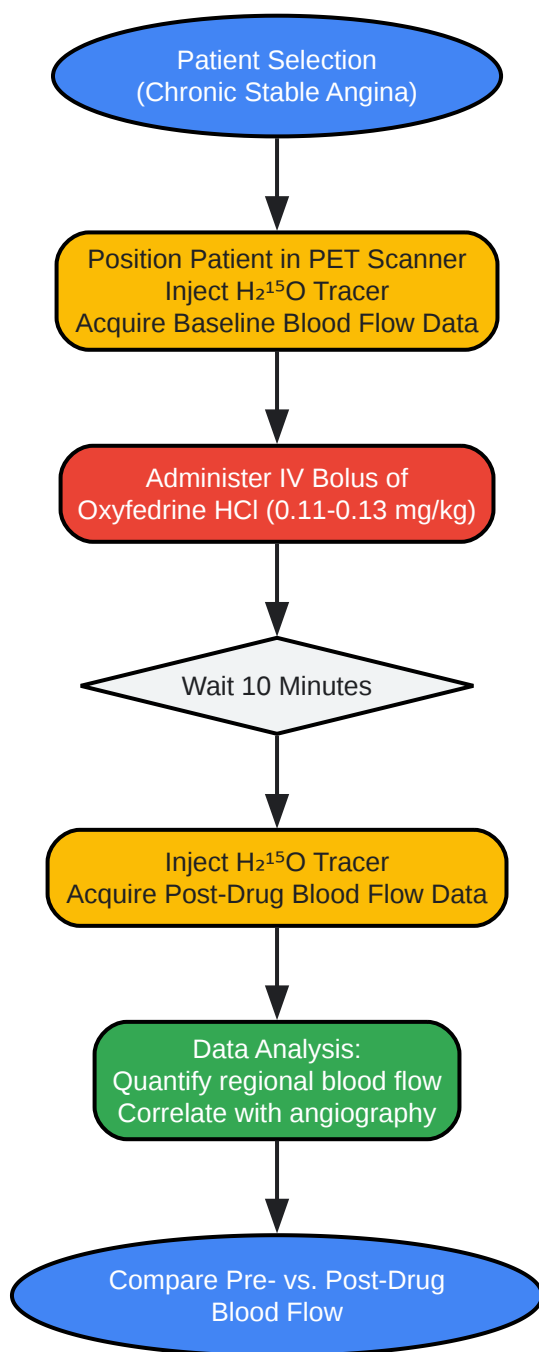 Patient Selection
(Chronic Stable Angina)
Position Patient in PET Scanner
Inject H₂¹⁵O Tracer
Acquire Baseline Blood Flow Data
Administer IV Bolus of
Oxyfedrine HCl (0.11-0.13 mg/kg)
Wait 10 Minutes
Inject H₂¹⁵O Tracer
Acquire Post-Drug Blood Flow Data
Data Analysis:
Quantify regional blood flow
Correlate with angiography
Compare Pre- vs. Post-Drug
Blood Flow